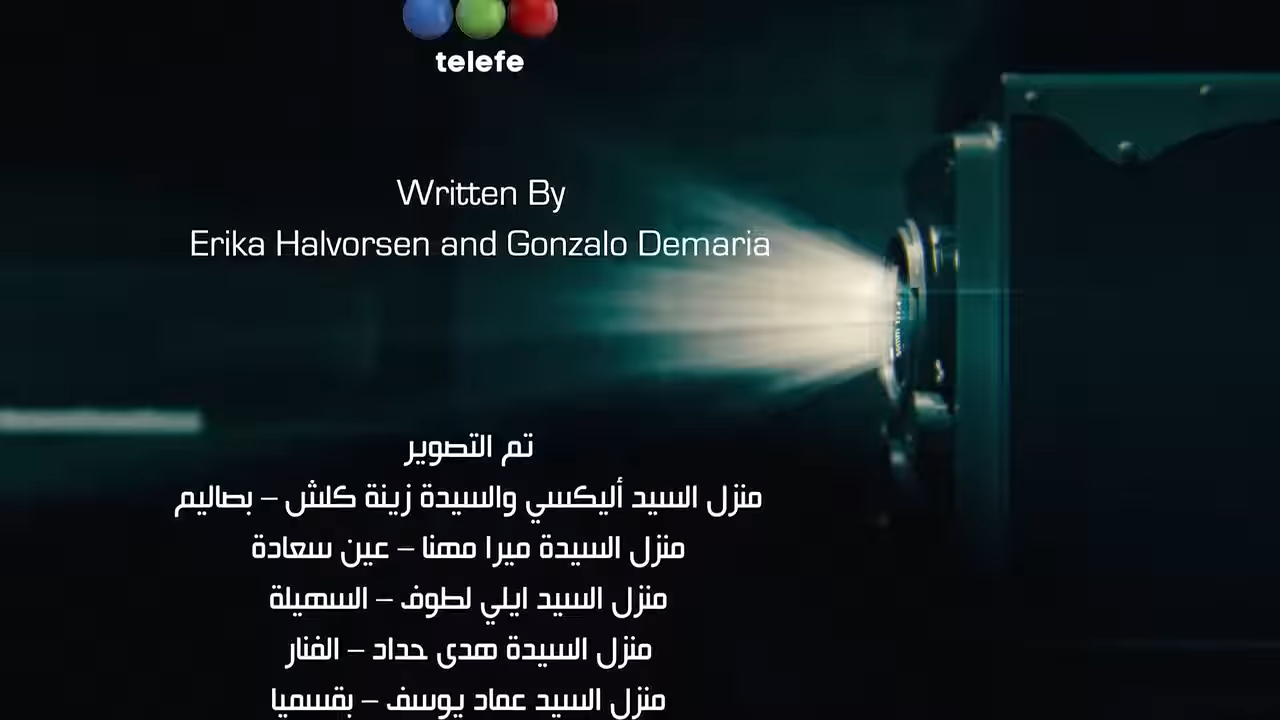 telefe
Written By
Erika Halvorsen and Gonzalo Demaria
تم التصوير
منزل السيد أليكسي والسيدة زينة كلش – بصاليم
منزل السيدة ميرا مهنا – عين سعادة
منزل السيد ايلي لطوف – السهيلة
منزل السيدة هدى حداد – الفنار
منزل السيد عماد يوسف – بقسميا